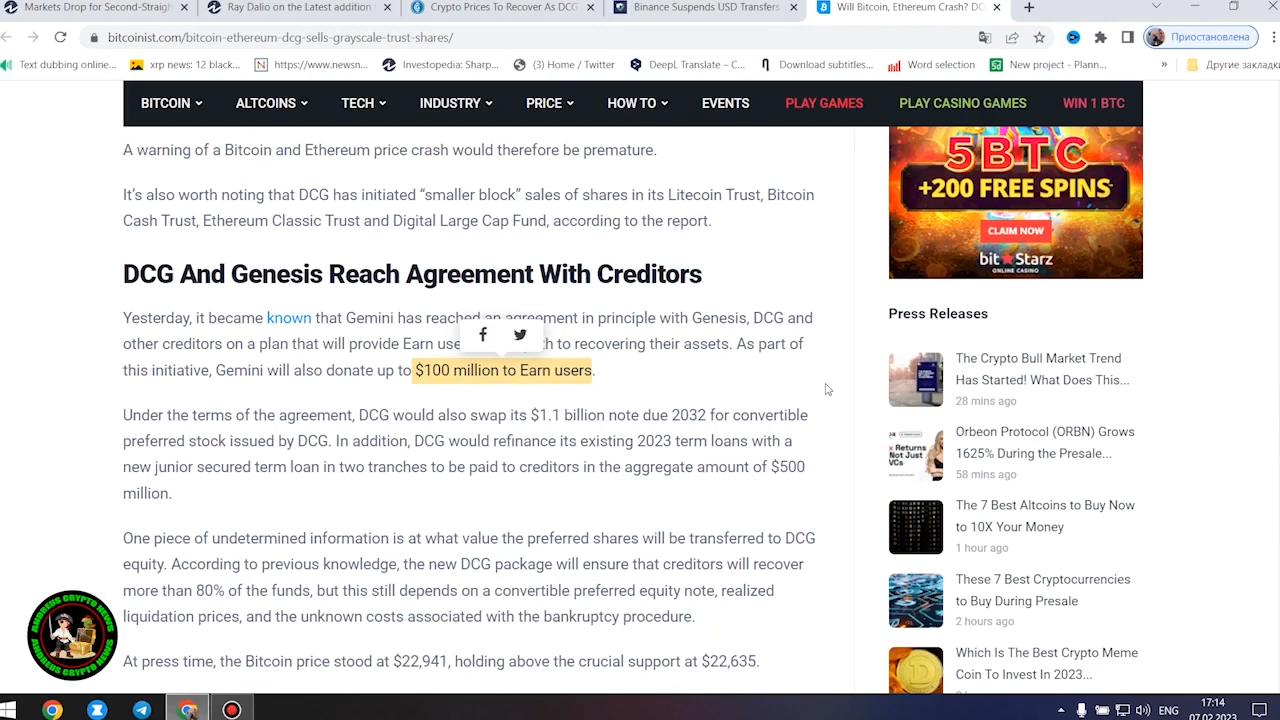 Markets Drop for Second-Straigh
Ray Dalio on the Latest addition
Crypto Prices To Recover As DCG
Binance Suspends USD Transfers
Will Bitcoin, Ethereum Crash? DC
bitcoinist.com/bitcoin-ethereum-dcg-sells-grayscale-trust-shares/
Приостановлена
Text dubbing online...
xrp news: 12 black...
https://www.newsn...
Investopedia: Sharp...
(3) Home / Twitter
DeepL Translate – C...
Download subtitles...
Word selection
New project - Plann...
»
Другие закладки
BITCOIN
ALTCOINS
TECH
INDUSTRY
PRICE
HOW TO
EVENTS
PLAY GAMES
PLAY CASINO GAMES
WIN 1 BTC
A warning of a Bitcoin and Ethereum price crash would therefore be premature.
It's also worth noting that DCG has initiated “smaller block” sales of shares in its Litecoin Trust, Bitcoin
Cash Trust, Ethereum Classic Trust and Digital Large Cap Fund, according to the report.
DCG And Genesis Reach Agreement With Creditors
Yesterday, it became known that Gemini has reached an agreement in principle with Genesis, DCG and
other creditors on a plan that will provide Earn use th to recovering their assets. As part of
this initiative, Gemini will also donate up to $100 million to Earn users.
Under the terms of the agreement, DCG would also swap its $1.1 billion note due 2032 for convertible
preferred stock issued by DCG. In addition, DCG would refinance its existing 2023 term loans with a
new junior secured term loan in two tranches to be paid to creditors in the aggregate amount of $500
million.
One piece of indetermined information is at what value the preferred shares will be transferred to DCG
equity. According to previous knowledge, the new DCG package will ensure that creditors will recover
more than 80% of the funds, but this still depends on a convertible preferred equity note, realized
liquidation prices, and the unknown costs associated with the bankruptcy procedure.
At press time, the Bitcoin price stood at $22,941, holding above the crucial support at $22,635.
5BTC
+200 FREE SPINS
CLAIM NOW
bitStarz
ONLINE CASINO
Press Releases
The Crypto Bull Market Trend
Has Started! What Does This...
28 mins ago
Orbeon Protocol (ORBN) Grows
1625% During the Presale...
58 mins ago
Returns
Not Just
VCs
The 7 Best Altcoins to Buy Now
to 10X Your Money
1 hour ago
These 7 Best Cryptocurrencies
to Buy During Presale
2 hours ago
Which Is The Best Crypto Meme
Coin To Invest In 2023...
ANDREUS CRYPTO NEWS
ANDREUS CRYPTO NEWS
ENG
17:14
07.02.2023